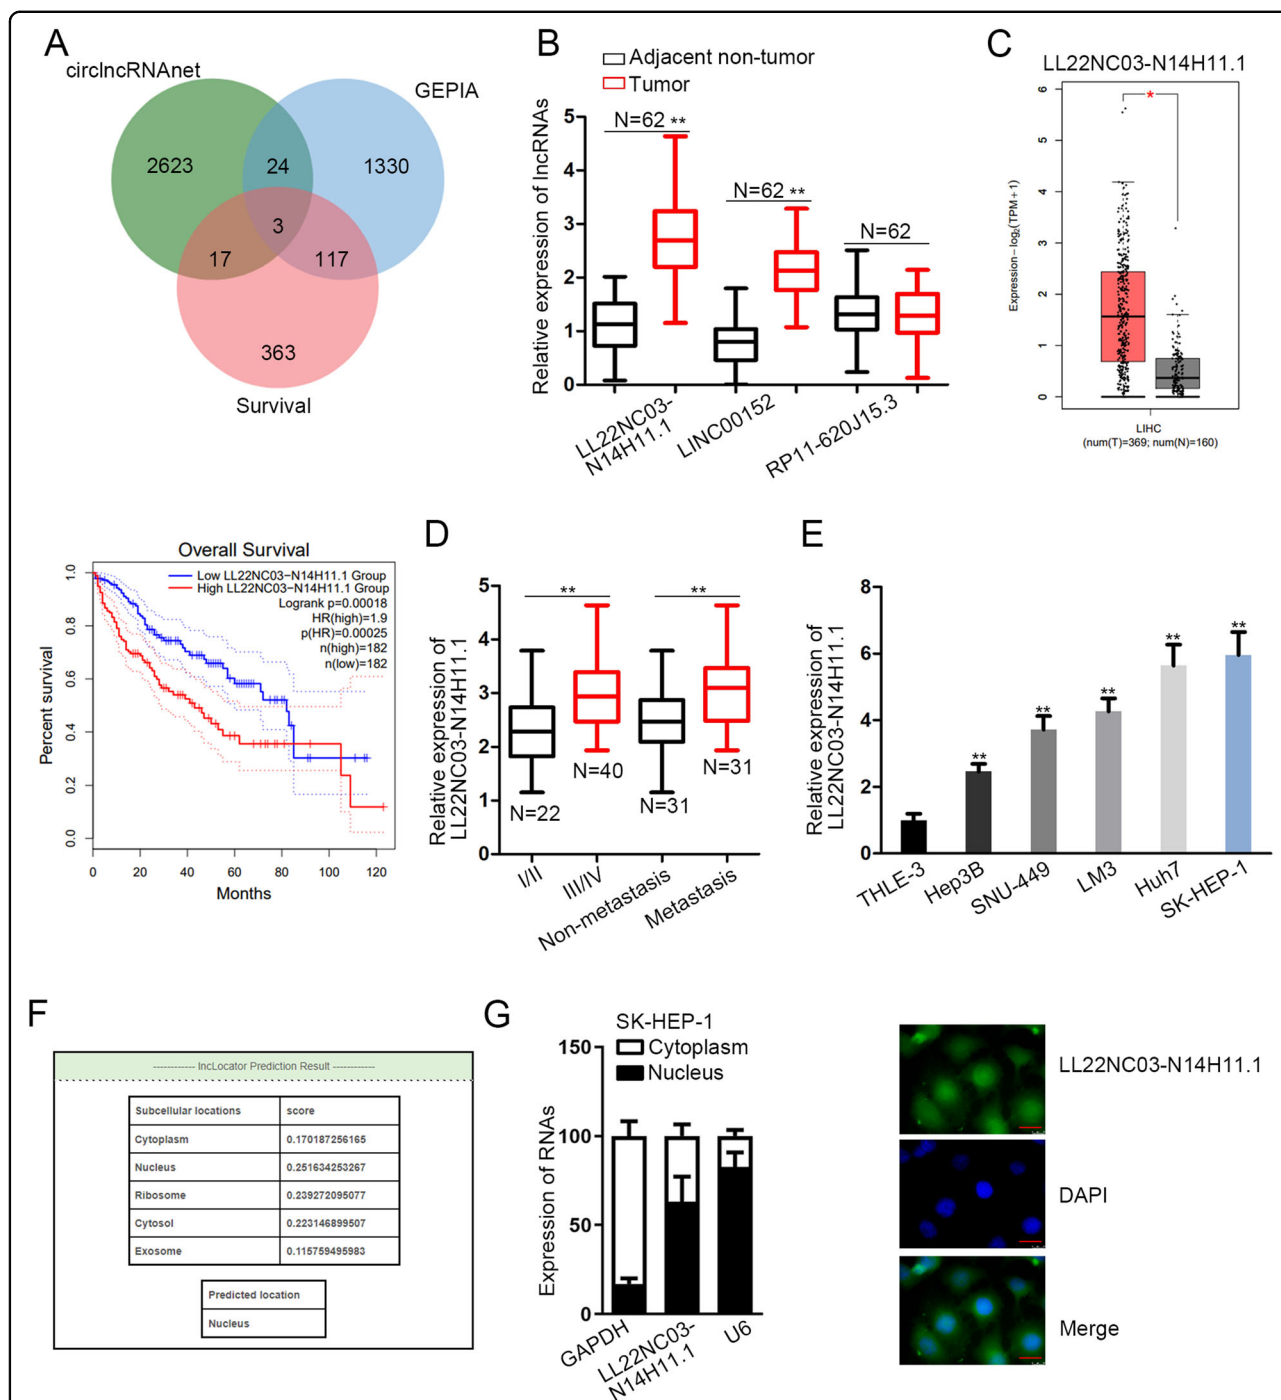 A
circlncRNAnet
GEPIA
2623
24
1330
3
17
117
363
Survival
B
Adjacent non-tumor
Tumor
Relative expression of lncRNAs
5
4
3
2
1
0
N=62 **
N=62 **
N=62
LL22NC03-
N14H11.1
LINC00152
RP11-620J15.3
C
LL22NC03-N14H11.1
*
Expression − log₂(TPM + 1)
6
5
4
3
2
1
0
LIHC
(num(T)=369; num(N)=160)
Overall Survival
Low LL22NC03−N14H11.1 Group
High LL22NC03−N14H11.1 Group
Logrank p=0.00018
HR(high)=1.9
p(HR)=0.00025
n(high)=182
n(low)=182
Percent survival
1.0
0.8
0.6
0.4
0.2
0.0
0 20 40 60 80 100 120
Months
D
Relative expression of
LL22NC03-N14H11.1
5
4
3
2
1
0
**
**
N=22
N=40
N=31
N=31
I/II
III/IV
Non-metastasis
Metastasis
E
Relative expression of
LL22NC03-N14H11.1
8
6
4
2
0
**
**
**
**
**
THLE-3
Hep3B
SNU-449
LM3
Huh7
SK-HEP-1
F
------------ lncLocator Prediction Result ------------
Subcellular locations score
Cytoplasm 0.170187256165
Nucleus 0.251634253267
Ribosome 0.239272095077
Cytosol 0.223146899507
Exosome 0.115759495983
Predicted location
Nucleus
G
SK-HEP-1
Cytoplasm
Nucleus
Expression of RNAs
150
100
50
0
GAPDH
LL22NC03-
N14H11.1
U6
LL22NC03-N14H11.1
DAPI
Merge